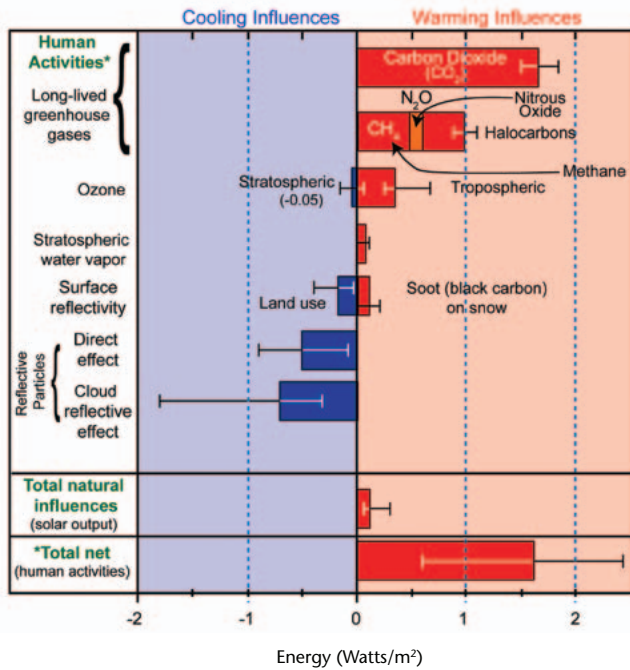 Cooling Influences
Warming Influences
Human
Activities*
Long-lived
greenhouse
gases
Carbon Dioxide
(CO₂)
N₂O
Nitrous
Oxide
CH₄
Halocarbons
Methane
Ozone
Stratospheric
(-0.05)
Tropospheric
Stratospheric
water vapor
Surface
reflectivity
Land use
Soot (black carbon)
on snow
Reflective
Particles
Direct
effect
Cloud
reflective
effect
Total natural
influences
(solar output)
*Total net
(human activities)
-2
-1
0
1
2
Energy (Watts/m²)